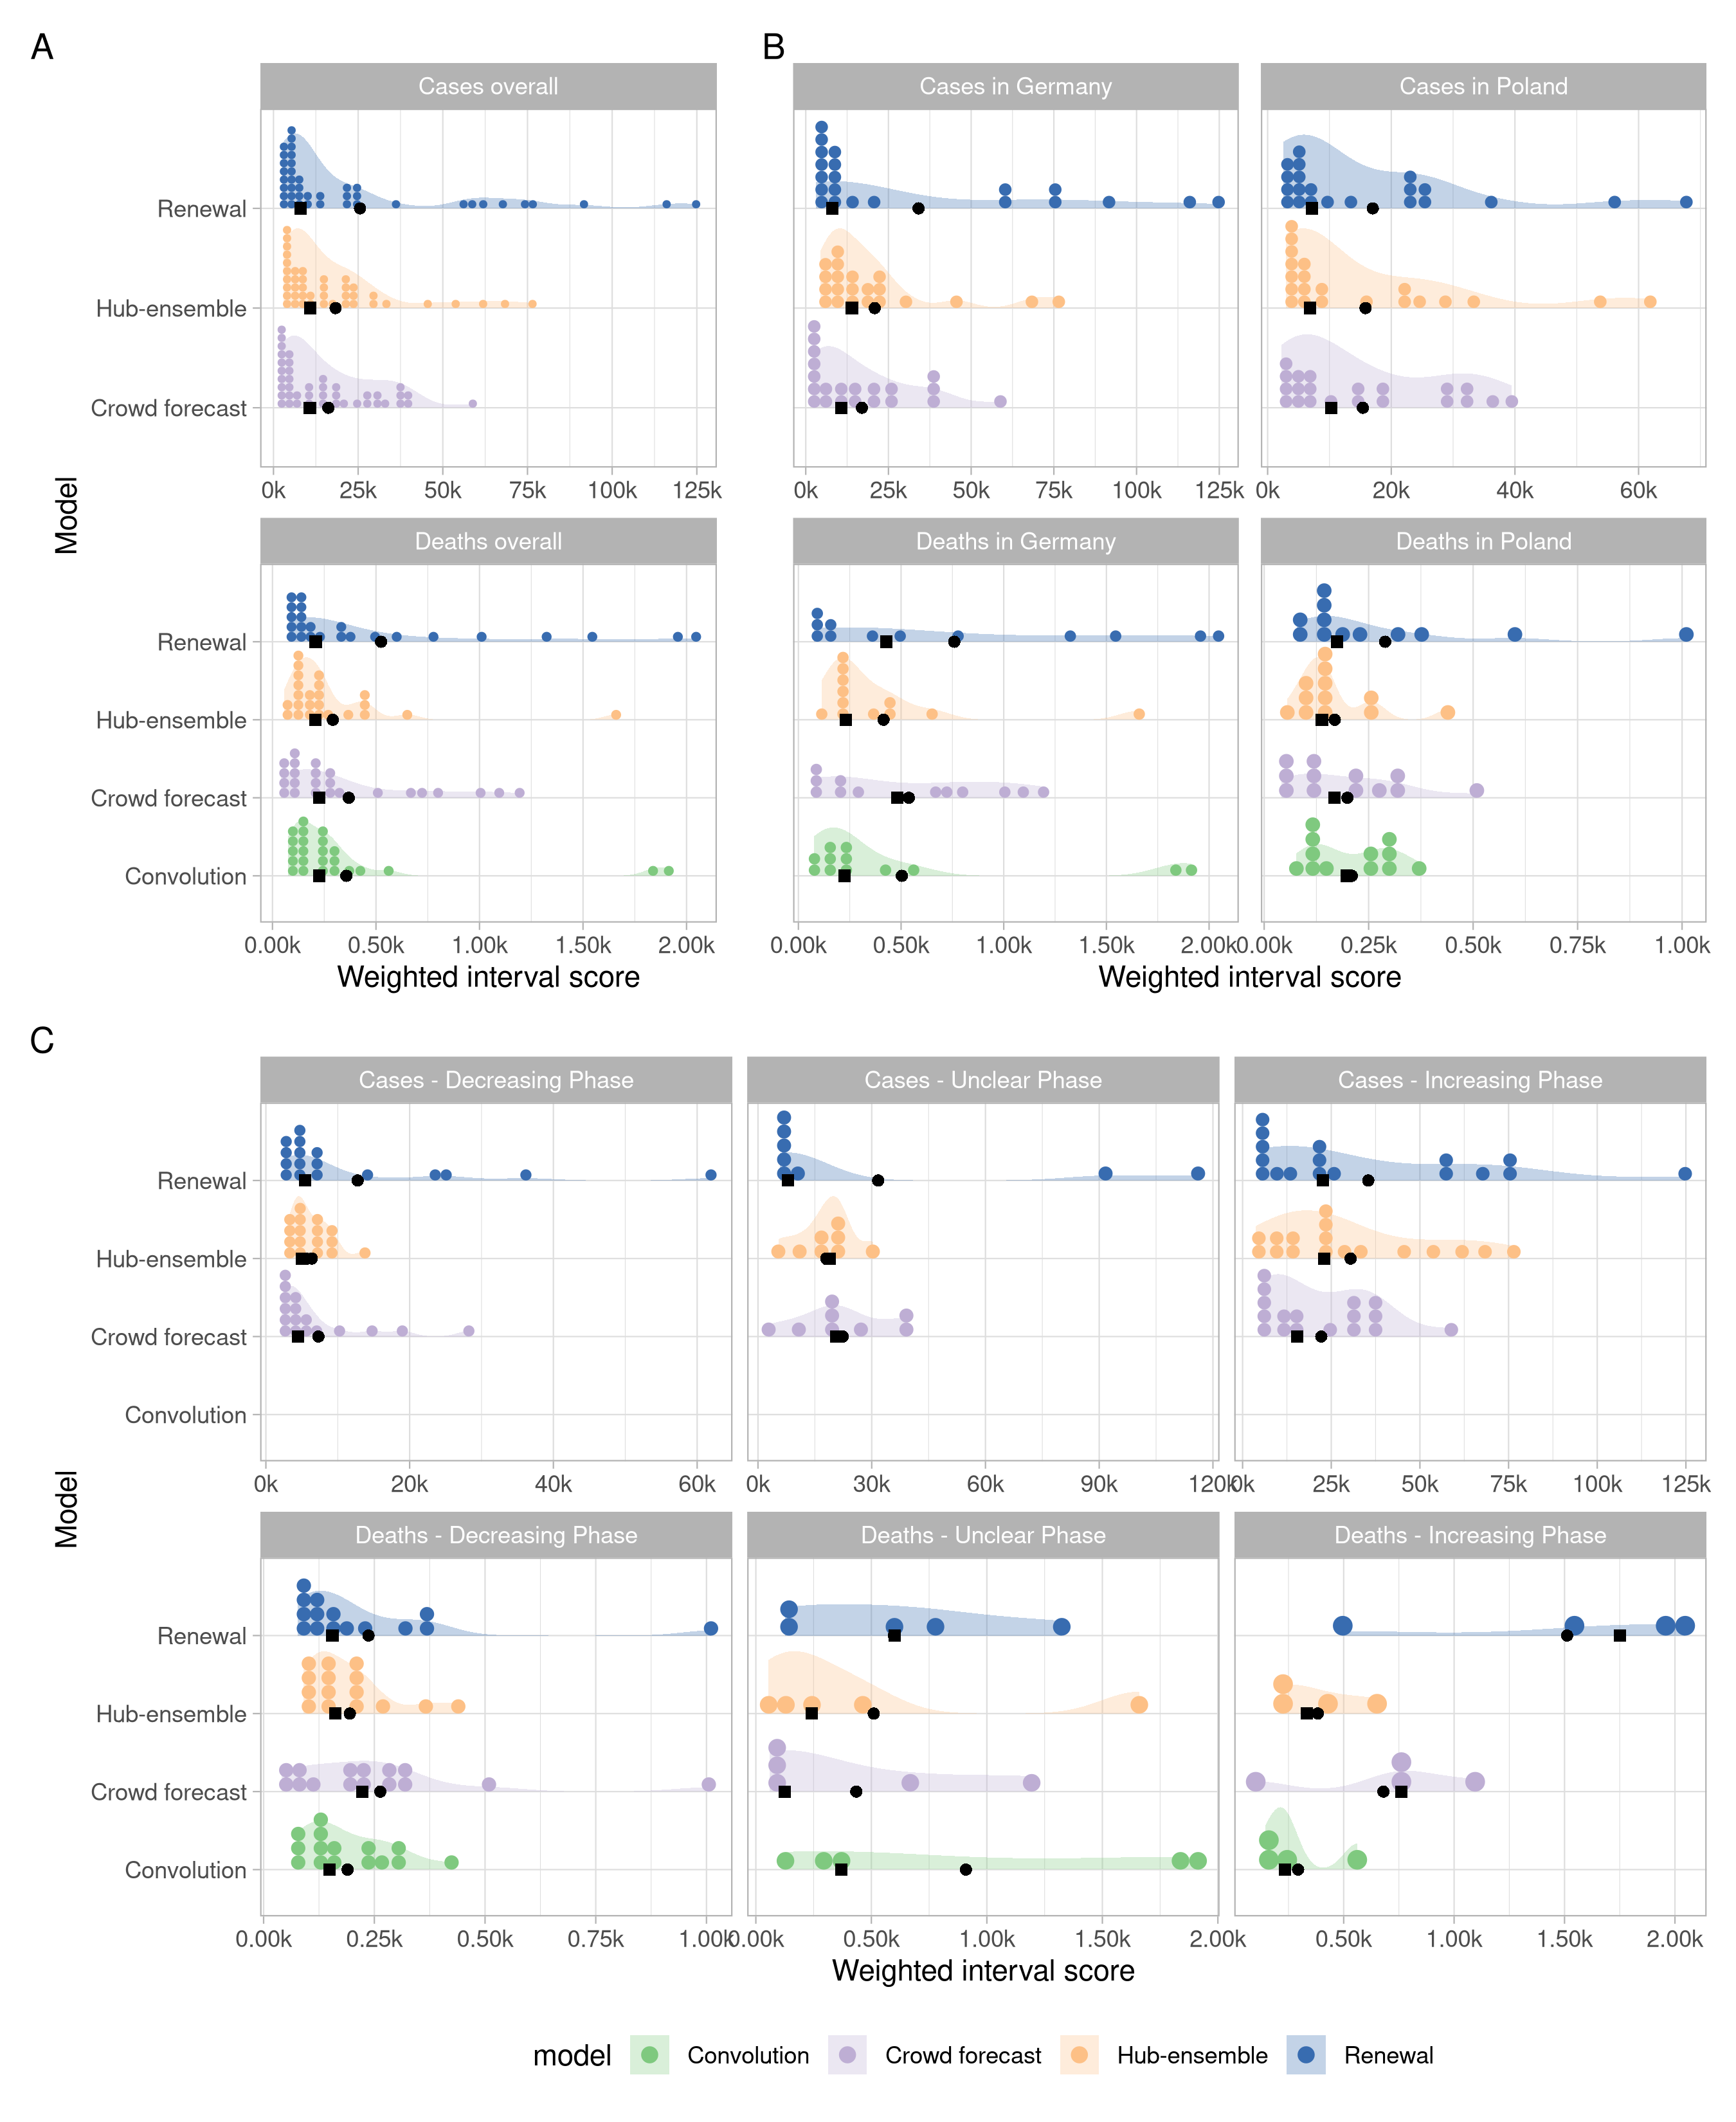 A
B
Cases overall
Cases in Germany
Cases in Poland
Renewal
Hub-ensemble
Crowd forecast
0k 25k 50k 75k 100k 125k
0k 25k 50k 75k 100k 125k
0k 20k 40k 60k
Model
Deaths overall
Deaths in Germany
Deaths in Poland
Renewal
Hub-ensemble
Crowd forecast
Convolution
0.00k 0.50k 1.00k 1.50k 2.00k
0.00k 0.50k 1.00k 1.50k 2.00k
0.00k 0.25k 0.50k 0.75k 1.00k
Weighted interval score
Weighted interval score
C
Cases - Decreasing Phase
Cases - Unclear Phase
Cases - Increasing Phase
Renewal
Hub-ensemble
Crowd forecast
Convolution
0k 20k 40k 60k
0k 30k 60k 90k 120k
0k 25k 50k 75k 100k 125k
Model
Deaths - Decreasing Phase
Deaths - Unclear Phase
Deaths - Increasing Phase
Renewal
Hub-ensemble
Crowd forecast
Convolution
0.00k 0.25k 0.50k 0.75k 1.00k
0.00k 0.50k 1.00k 1.50k 2.00k
0.50k 1.00k 1.50k 2.00k
Weighted interval score
model Convolution Crowd forecast Hub-ensemble Renewal